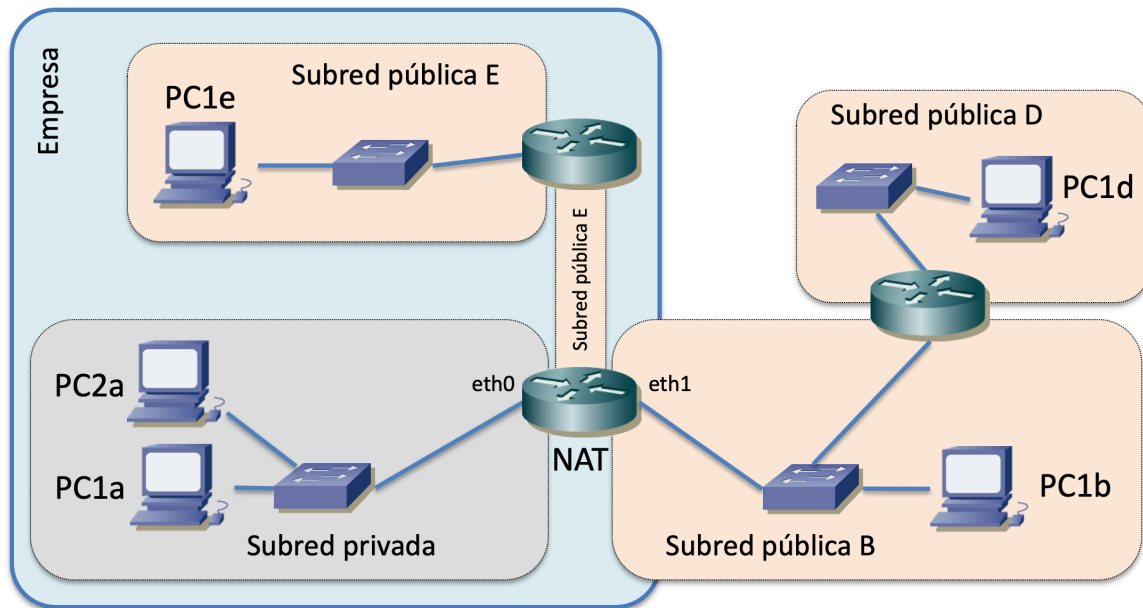 Empresa
Subred pública E
PC1e
Subred pública D
PC1d
Subred pública E
PC2a
eth0
eth1
PC1a
NAT
PC1b
Subred privada
Subred pública B